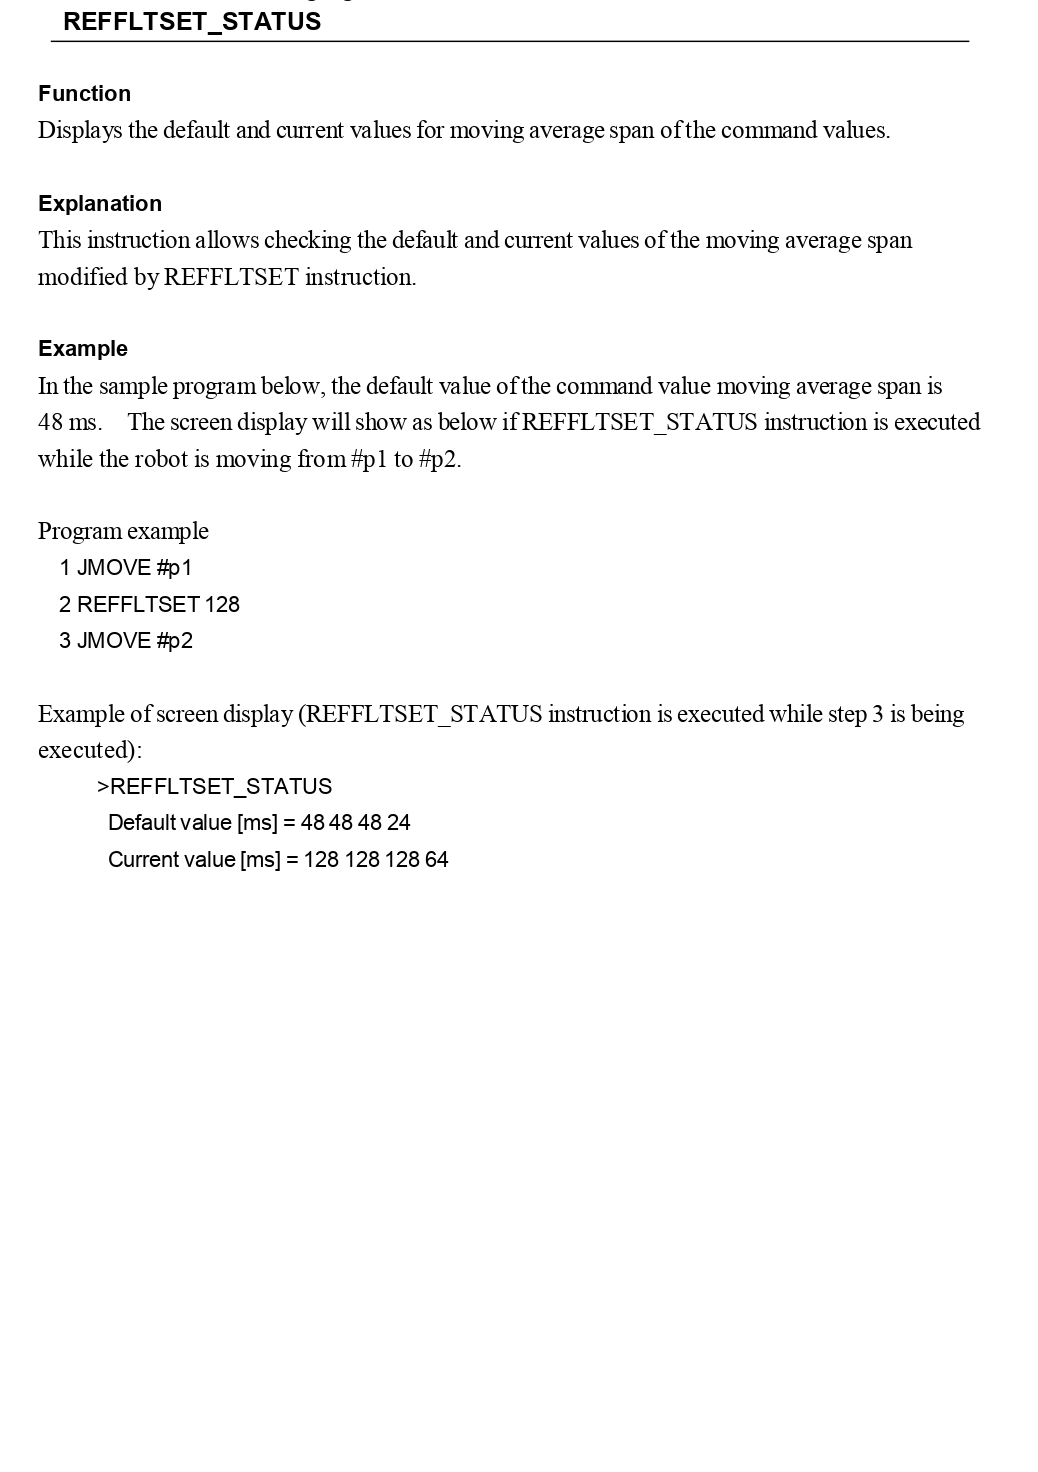 REFFLTSET_STATUS
Function
Displays the default and current values for moving average span of the command values.
Explanation
This instruction allows checking the default and current values of the moving average span
modified by REFFLTSET instruction.
Example
In the sample program below, the default value of the command value moving average span is
48 ms. The screen display will show as below if REFFLTSET_STATUS instruction is executed
while the robot is moving from #p1 to #p2.
Program example
1 JMOVE #p1
2 REFFLTSET 128
3 JMOVE #p2
Example of screen display (REFFLTSET_STATUS instruction is executed while step 3 is being
executed):
>REFFLTSET_STATUS
Default value [ms] = 48 48 48 24
Current value [ms] = 128 128 128 64